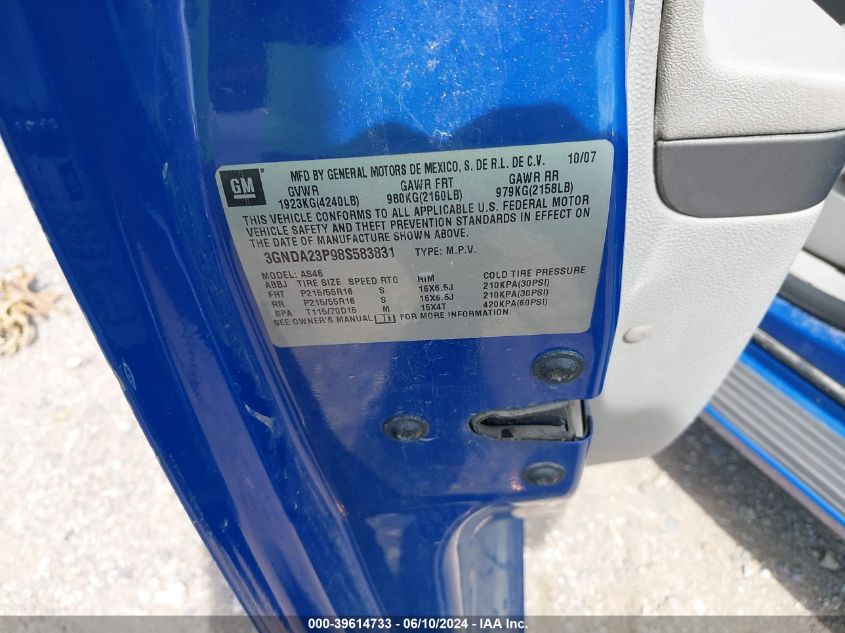 GM
MFD BY GENERAL MOTORS DE MEXICO, S. DE R.L. DE C.V. 10/07
GVWR GAWR FRT GAWR RR
1923KG(4240LB) 980KG(2160LB) 979KG(2158LB)
THIS VEHICLE CONFORMS TO ALL APPLICABLE U.S. FEDERAL MOTOR
VEHICLE SAFETY AND THEFT PREVENTION STANDARDS IN EFFECT ON
THE DATE OF MANUFACTURE SHOWN ABOVE.
3GNDA23P98S583831 TYPE: M.P.V.
MODEL: AS46
ABBJ TIRE SIZE SPEED RTG RIM COLD TIRE PRESSURE
FRT P215/55R16 S 16X6.5J 210KPA(30PSI)
RR P215/55R16 S 16X6.5J 210KPA(30PSI)
SPA T115/70D15 M 15X4T 420KPA(60PSI)
SEE OWNER'S MANUAL FOR MORE INFORMATION.
000-39614733 - 06/10/2024 - IAA Inc.